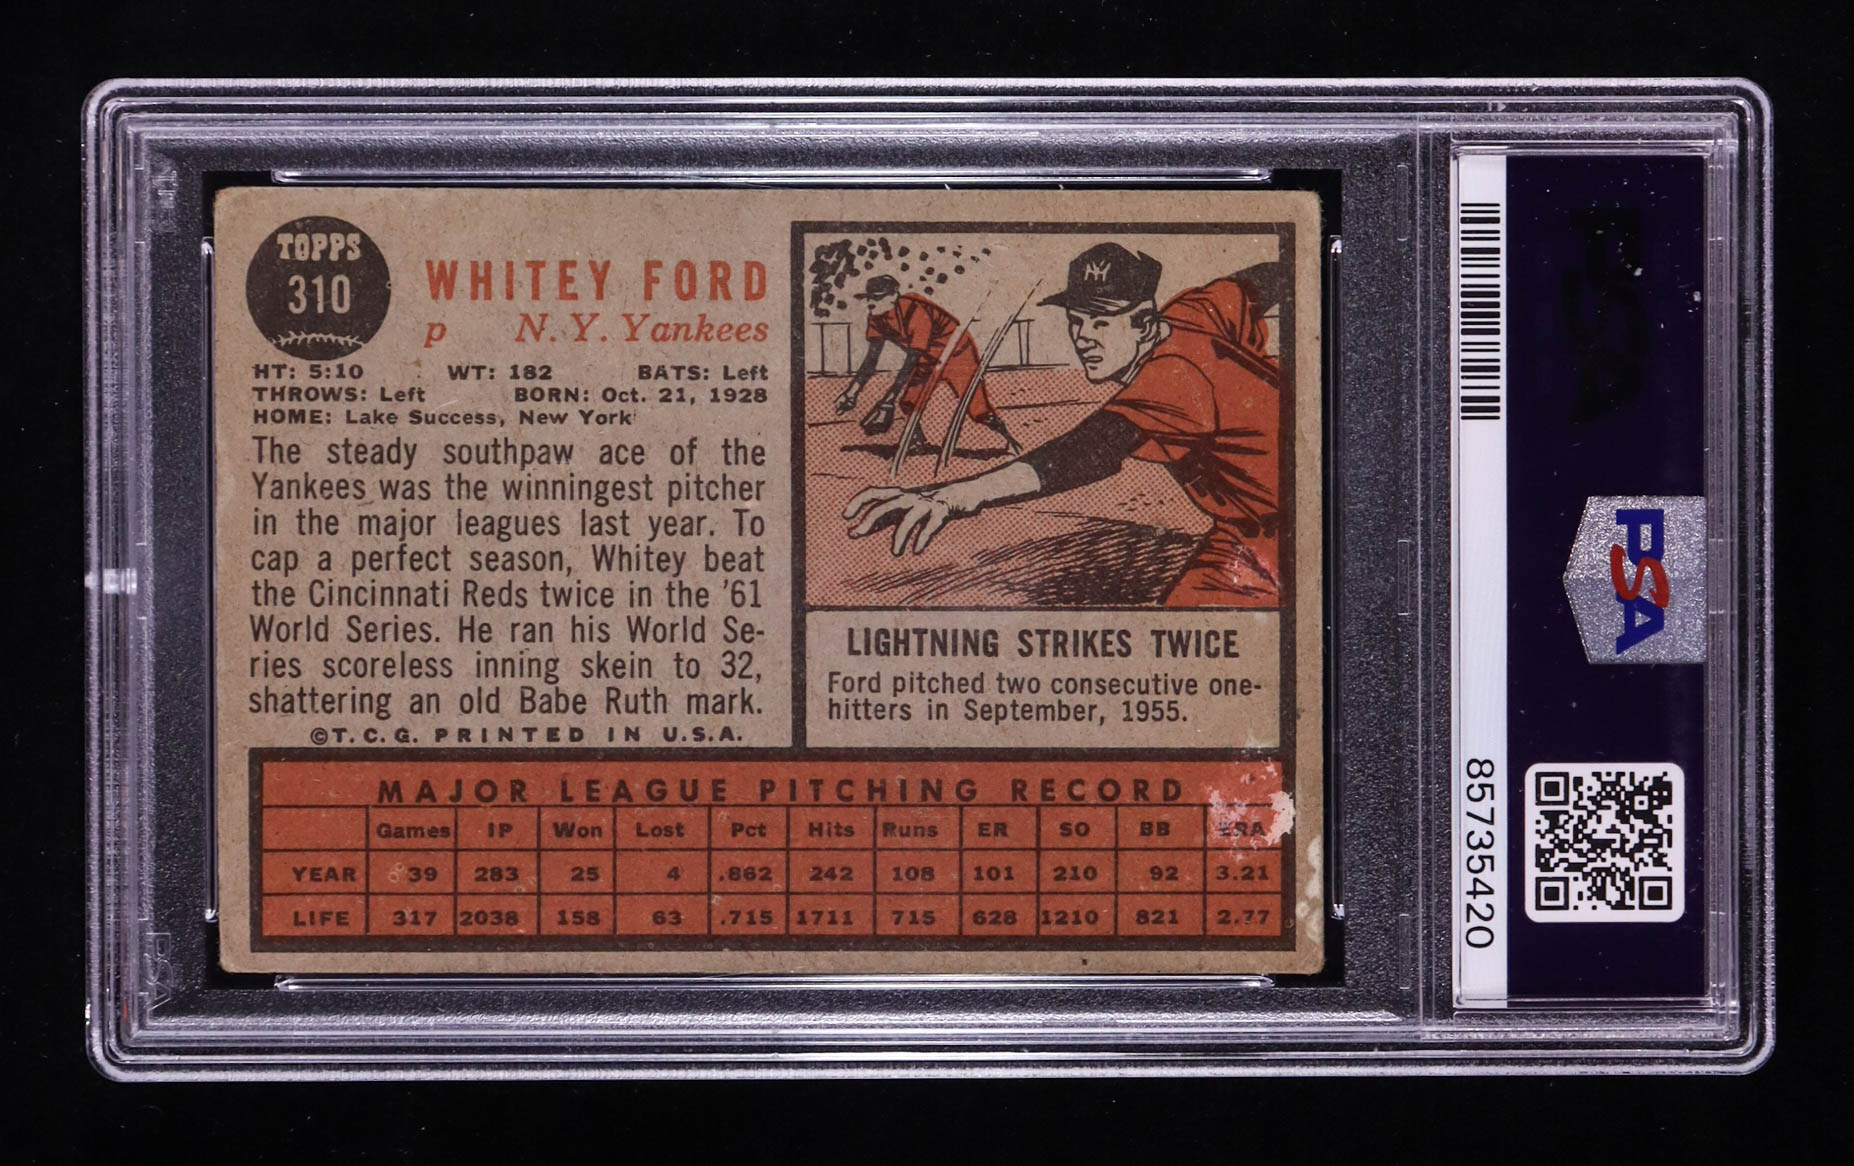 TOPPS
310
WHITEY FORD
p N. Y. Yankees
HT: 5:10 WT: 182 BATS: Left
THROWS: Left BORN: Oct. 21, 1928
HOME: Lake Success, New York
The steady southpaw ace of the
Yankees was the winningest pitcher
in the major leagues last year. To
cap a perfect season, Whitey beat
the Cincinnati Reds twice in the '61
World Series. He ran his World Se-
ries scoreless inning skein to 32,
shattering an old Babe Ruth mark.
©T. C. G. PRINTED IN U.S.A.
NY
LIGHTNING STRIKES TWICE
Ford pitched two consecutive one-
hitters in September, 1955.
MAJOR LEAGUE PITCHING RECORD
Games IP Won Lost Pct Hits Runs ER SO BB ERA
YEAR 39 283 25 4 .862 242 108 101 210 92 3.21
LIFE 317 2038 158 63 .715 1711 715 628 1210 821 2.77
PSA
PSA
85735420